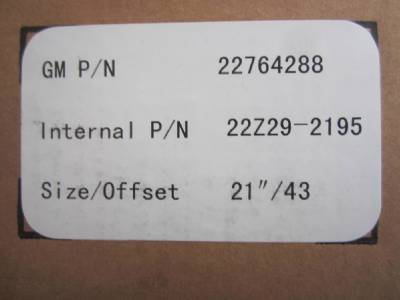 GM P/N 22764288
Internal P/N 22Z29-2195
Size/Offset 21"/43